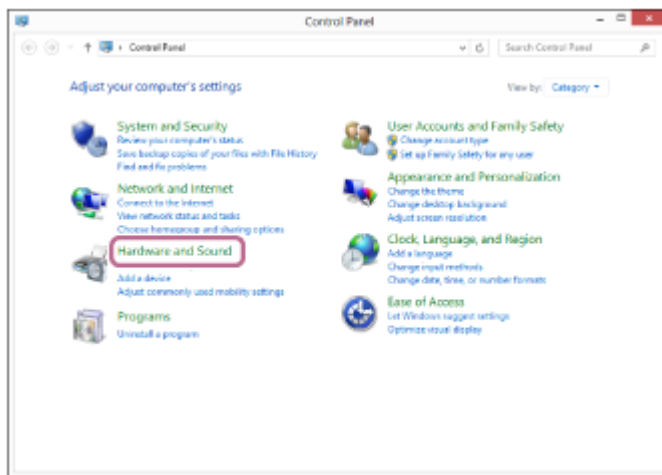 Control Panel
Control Panel
Search Control Panel
Adjust your computer's settings
View by: Category
System and Security
Review your computer's status
Save backup copies of your files with File History
Find and fix problems
Network and Internet
Connect to the Internet
View network status and tasks
Choose homegroup and sharing options
Hardware and Sound
Add a device
Adjust commonly used mobility settings
Programs
Uninstall a program
User Accounts and Family Safety
Change account type
Set up Family Safety for any user
Appearance and Personalization
Change the theme
Change desktop background
Adjust screen resolution
Clock, Language, and Region
Add a language
Change input methods
Change date, time, or number formats
Ease of Access
Let Windows suggest settings
Optimize visual display